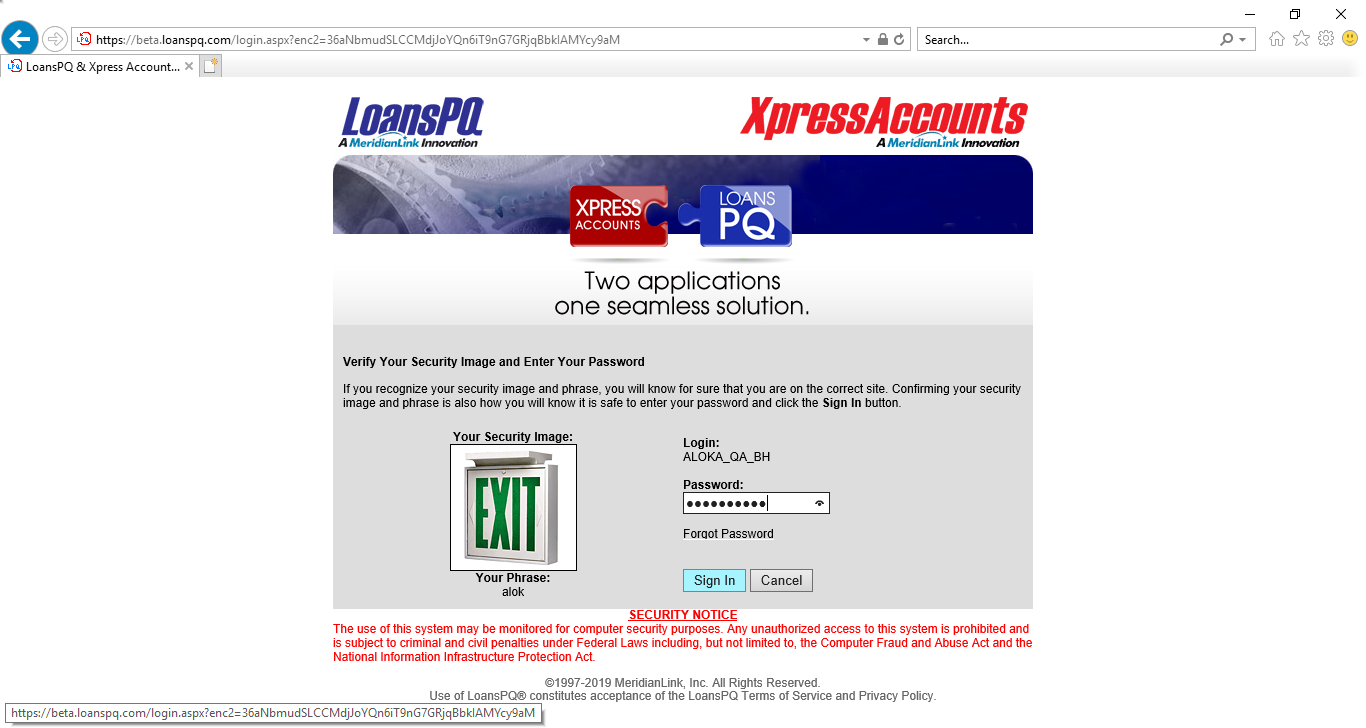 https://beta.loanspq.com/login.aspx?enc2=36aNbmudSLCCMdjJoYQn6iT9nG7GRjqBbkIAMYcy9aM
Search...
LPQ LoansPQ & Xpress Account...
LoansPQ
A MeridianLink Innovation
XpressAccounts
A MeridianLink Innovation
XPRESS
ACCOUNTS
LOANS
PQ
Two applications
one seamless solution.
Verify Your Security Image and Enter Your Password
If you recognize your security image and phrase, you will know for sure that you are on the correct site. Confirming your security
image and phrase is also how you will know it is safe to enter your password and click the Sign In button.
Your Security Image:
EXIT
Your Phrase:
alok
Login:
ALOKA_QA_BH
Password:
●●●●●●●●●●
Forgot Password
Sign In
Cancel
SECURITY NOTICE
The use of this system may be monitored for computer security purposes. Any unauthorized access to this system is prohibited and
is subject to criminal and civil penalties under Federal Laws including, but not limited to, the Computer Fraud and Abuse Act and the
National Information Infrastructure Protection Act.
©1997-2019 MeridianLink, Inc. All Rights Reserved.
Use of LoansPQ® constitutes acceptance of the LoansPQ Terms of Service and Privacy Policy.
https://beta.loanspq.com/login.aspx?enc2=36aNbmudSLCCMdjJoYQn6iT9nG7GRjqBbkIAMYcy9aM